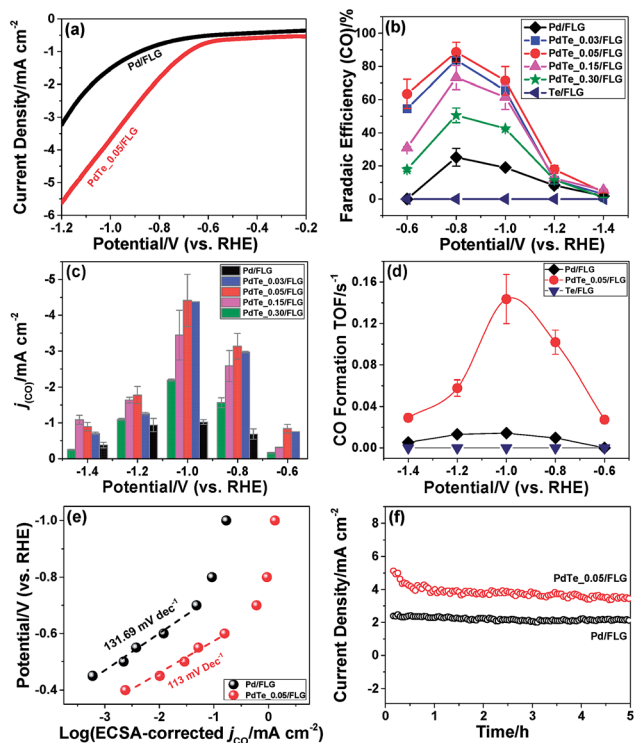 (a)
Pd/FLG
PdTe_0.05/FLG
Current Density/mA cm-2
0
-1
-2
-3
-4
-5
-6
-1.2 -1.0 -0.8 -0.6 -0.4 -0.2
Potential/V (vs. RHE)
(b)
Pd/FLG
PdTe_0.03/FLG
PdTe_0.05/FLG
PdTe_0.15/FLG
PdTe_0.30/FLG
Te/FLG
Faradaic Efficiency (CO)/%
100
80
60
40
20
0
-0.6 -0.8 -1.0 -1.2 -1.4
Potential/V (vs. RHE)
(c)
Pd/FLG
PdTe_0.03/FLG
PdTe_0.05/FLG
PdTe_0.15/FLG
PdTe_0.30/FLG
j(CO)/mA cm-2
-5
-4
-3
-2
-1
0
-1.4 -1.2 -1.0 -0.8 -0.6
Potential/V (vs. RHE)
(d)
Pd/FLG
PdTe_0.05/FLG
Te/FLG
CO Formation TOF/s-1
0.16
0.12
0.08
0.04
0.00
-1.4 -1.2 -1.0 -0.8 -0.6
Potential/V (vs. RHE)
(e)
131.69 mV dec-1
113 mV Dec-1
Pd/FLG
PdTe_0.05/FLG
Potential/V (vs. RHE)
-1.0
-0.8
-0.6
-0.4
-3 -2 -1 0
Log(ECSA-corrected jCO/mA cm-2)
(f)
PdTe_0.05/FLG
Pd/FLG
Current Density/mA cm-2
8
6
4
2
0
-2
0 1 2 3 4 5
Time/h